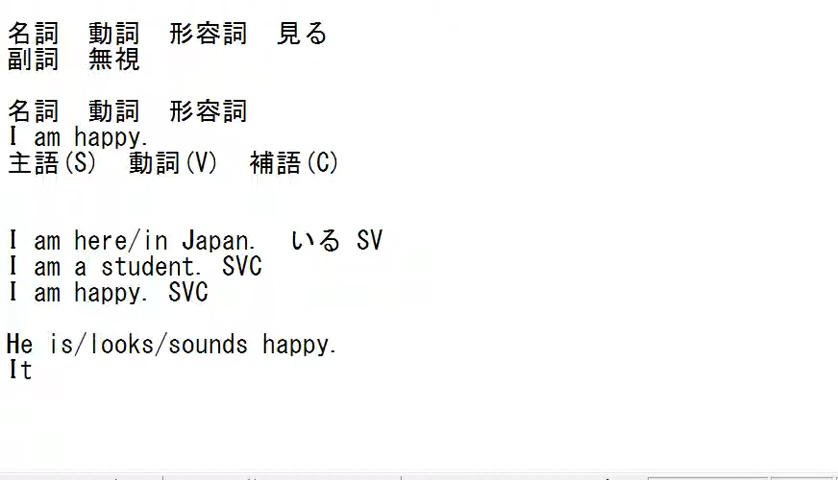 名詞　動詞　形容詞　見る
副詞　無視
名詞　動詞　形容詞
I am happy.
主語(S)　動詞(V)　補語(C)
I am here/in Japan.　いる SV
I am a student. SVC
I am happy. SVC
He is/looks/sounds happy.
It